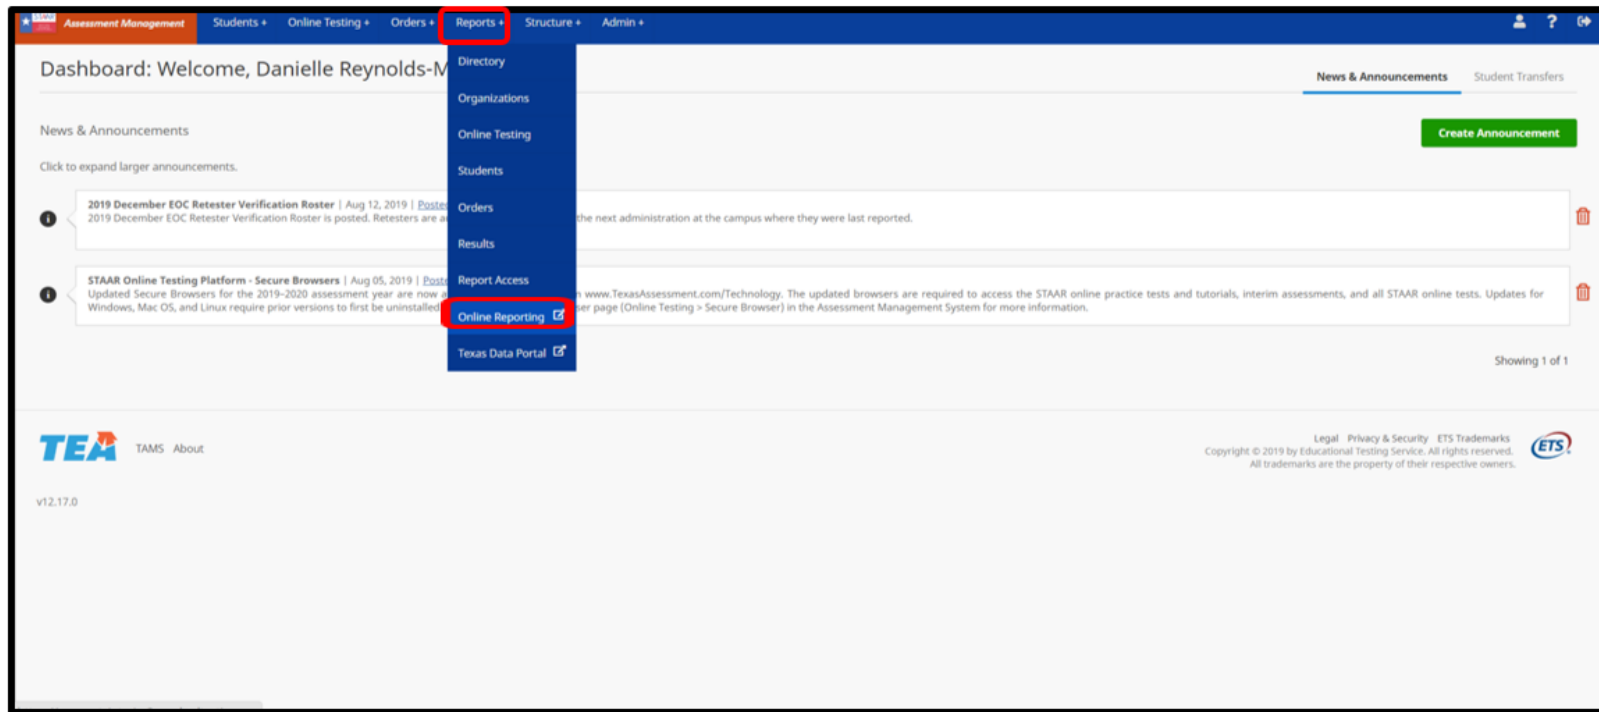 STAAR Assessment Management Students + Online Testing + Orders + Reports + Structure + Admin + ?
Directory
Organizations
Online Testing
Students
Orders
Results
Report Access
Online Reporting
Texas Data Portal
Dashboard: Welcome, Danielle Reynolds-M
News & Announcements Student Transfers
News & Announcements
Create Announcement
Click to expand larger announcements.
2019 December EOC Retester Verification Roster | Aug 12, 2019 | Poste
2019 December EOC Retester Verification Roster is posted. Retesters are a the next administration at the campus where they were last reported.
STAAR Online Testing Platform - Secure Browsers | Aug 05, 2019 | Poste
Updated Secure Browsers for the 2019-2020 assessment year are now a www.TexasAssessment.com/Technology. The updated browsers are required to access the STAAR online practice tests and tutorials, interim assessments, and all STAAR online tests. Updates for
Windows, Mac OS, and Linux require prior versions to first be uninstalled ser page (Online Testing > Secure Browser) in the Assessment Management System for more information.
Showing 1 of 1
TEA TAMS About
Legal Privacy & Security ETS Trademarks
Copyright © 2019 by Educational Testing Service. All rights reserved.
All trademarks are the property of their respective owners.
ETS
v12.17.0